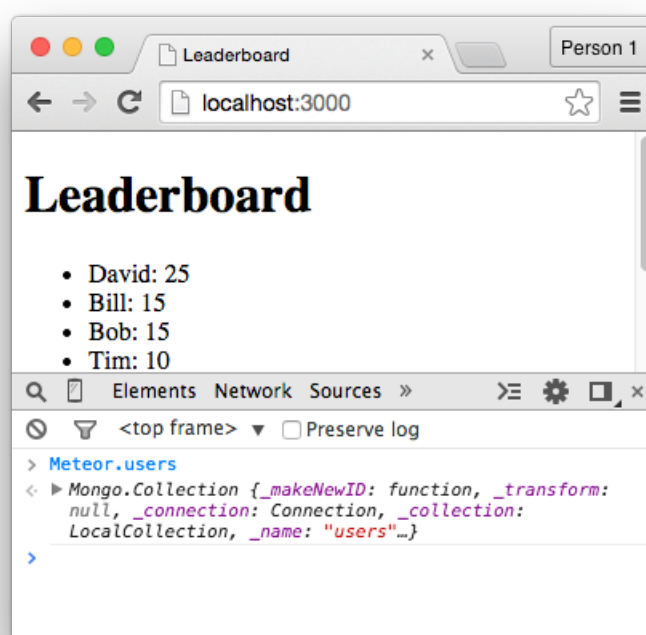 Leaderboard
Person 1
localhost:3000
Leaderboard
David: 25
Bill: 15
Bob: 15
Tim: 10
Elements Network Sources »
<top frame> ▼ Preserve log
> Meteor.users
Mongo.Collection {_makeNewID: function, _transform:
null, _connection: Connection, _collection:
LocalCollection, _name: "users"…}
>